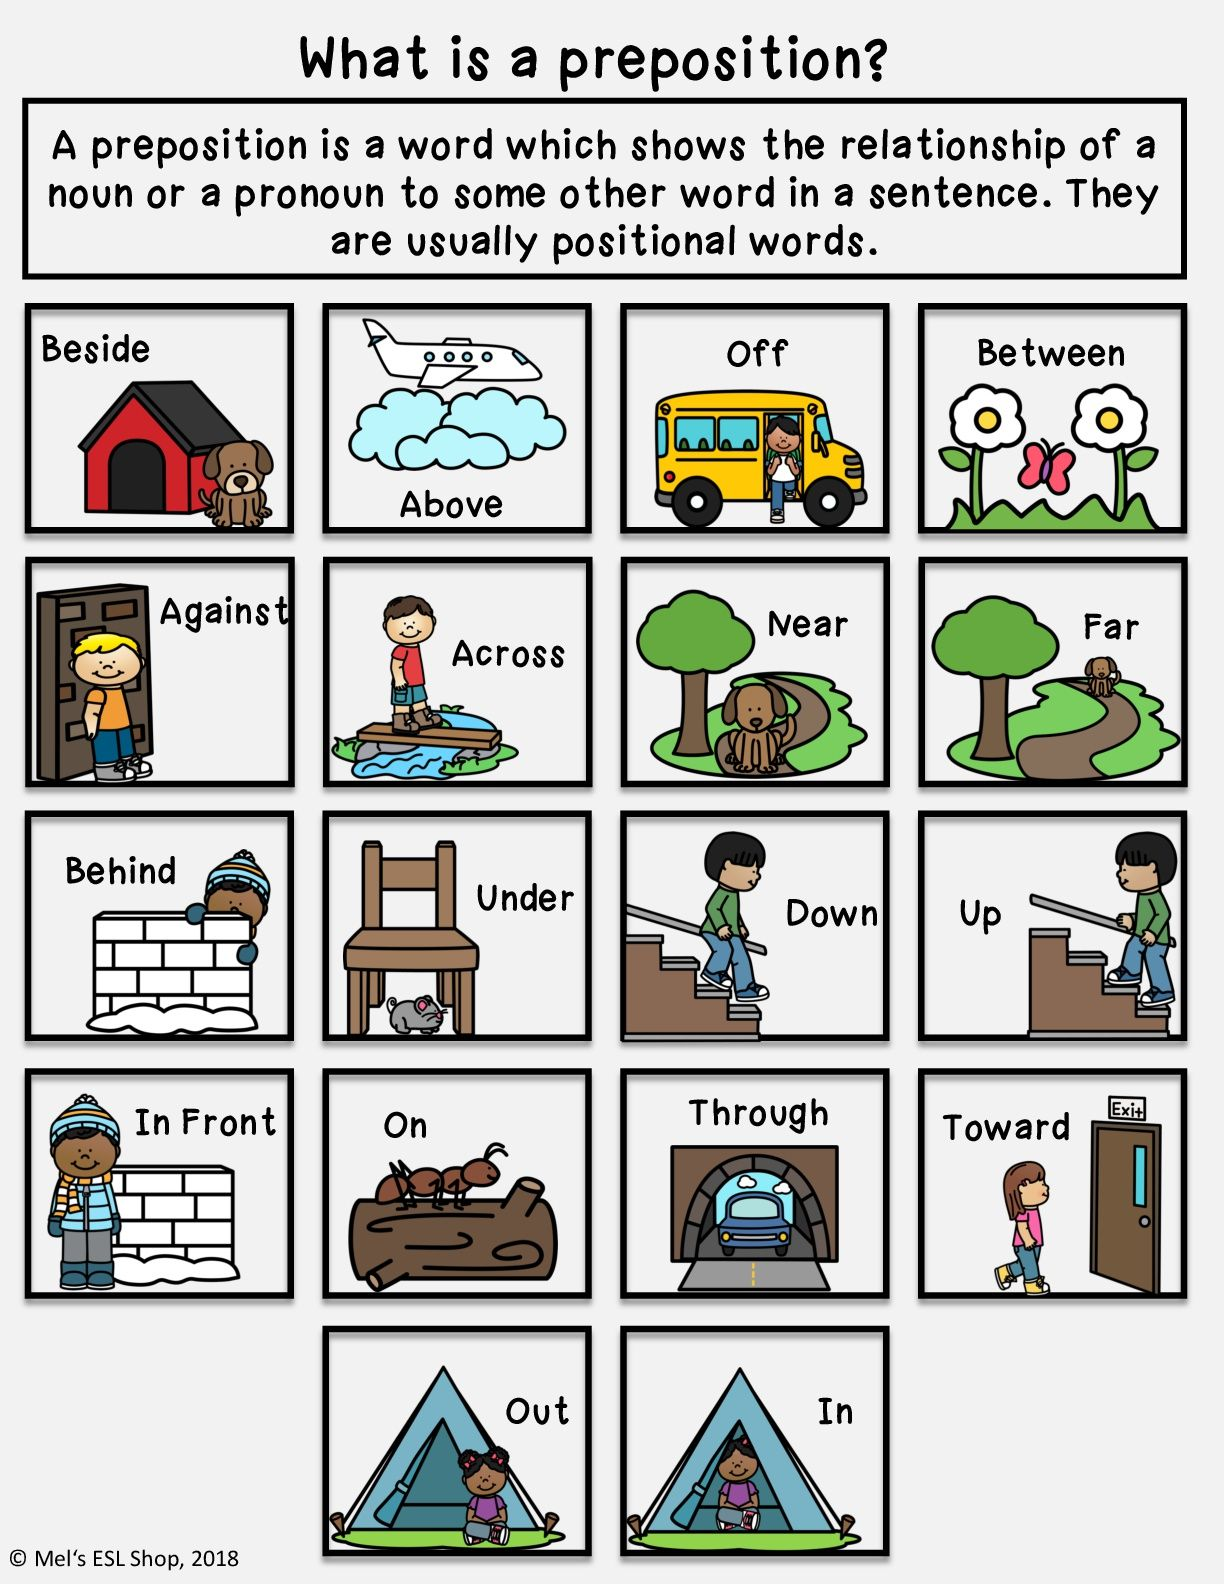 What is a preposition?
A preposition is a word which shows the relationship of a
noun or a pronoun to some other word in a sentence. They
are usually positional words.
Beside
Above
Off
Between
Against
Across
Near
Far
Behind
Under
Down
Up
In Front
On
Through
Toward
Exit
Out
In
© Mel's ESL Shop, 2018